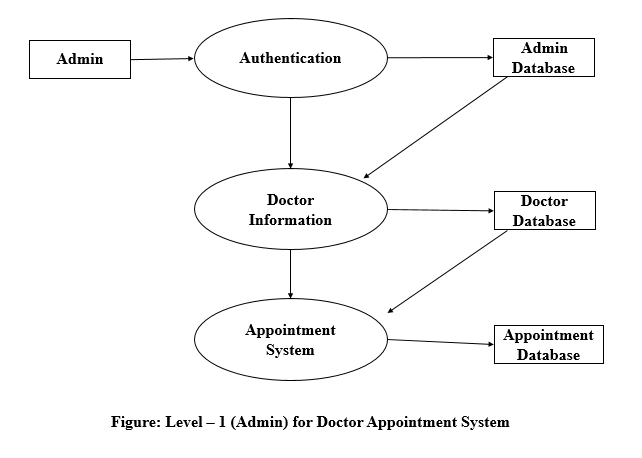 Admin
Authentication
Admin
Database
Doctor
Information
Doctor
Database
Appointment
System
Appointment
Database
Figure: Level – 1 (Admin) for Doctor Appointment System